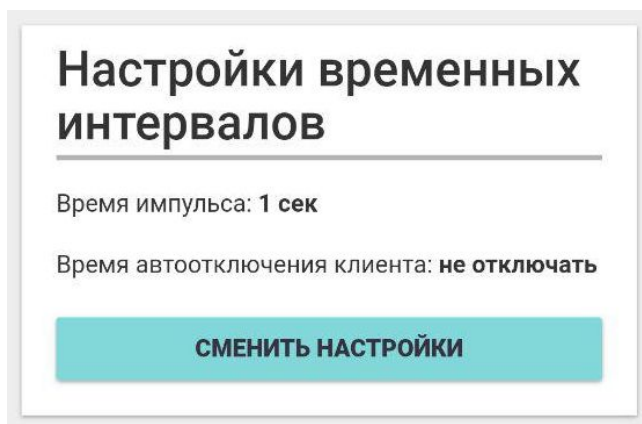 Настройки временных
интервалов
Время импульса: 1 сек
Время автоотключения клиента: не отключать
СМЕНИТЬ НАСТРОЙКИ